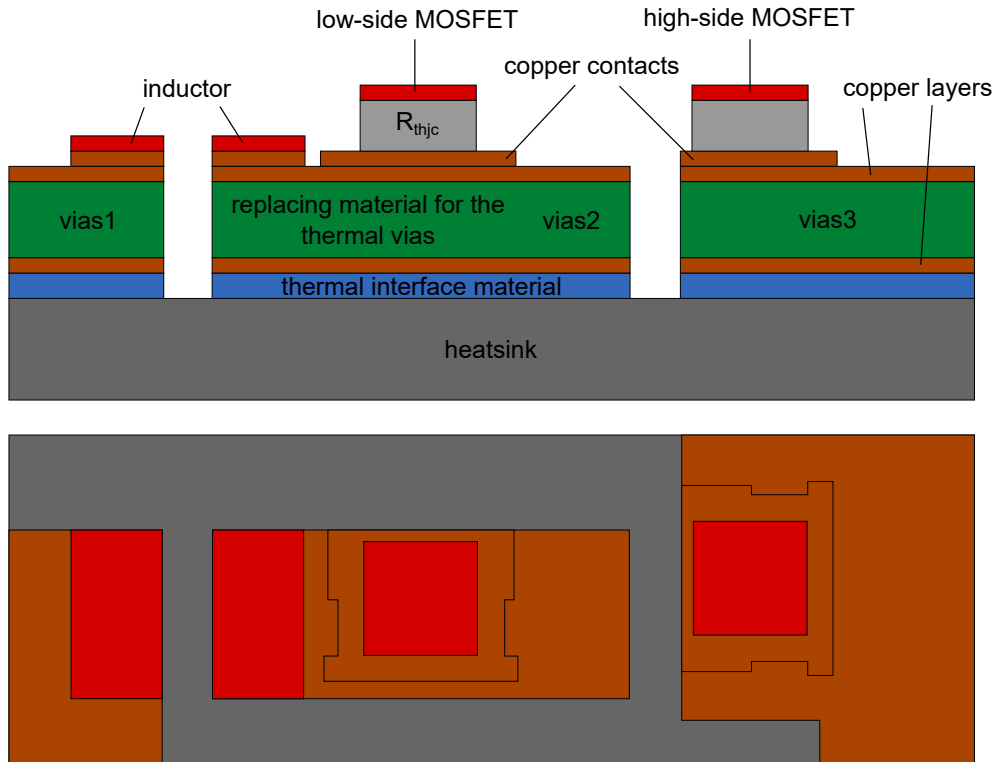 low-side MOSFET
high-side MOSFET
copper contacts
inductor
copper layers
R_thjc
vias1
replacing material for the
thermal vias
vias2
vias3
thermal interface material
heatsink